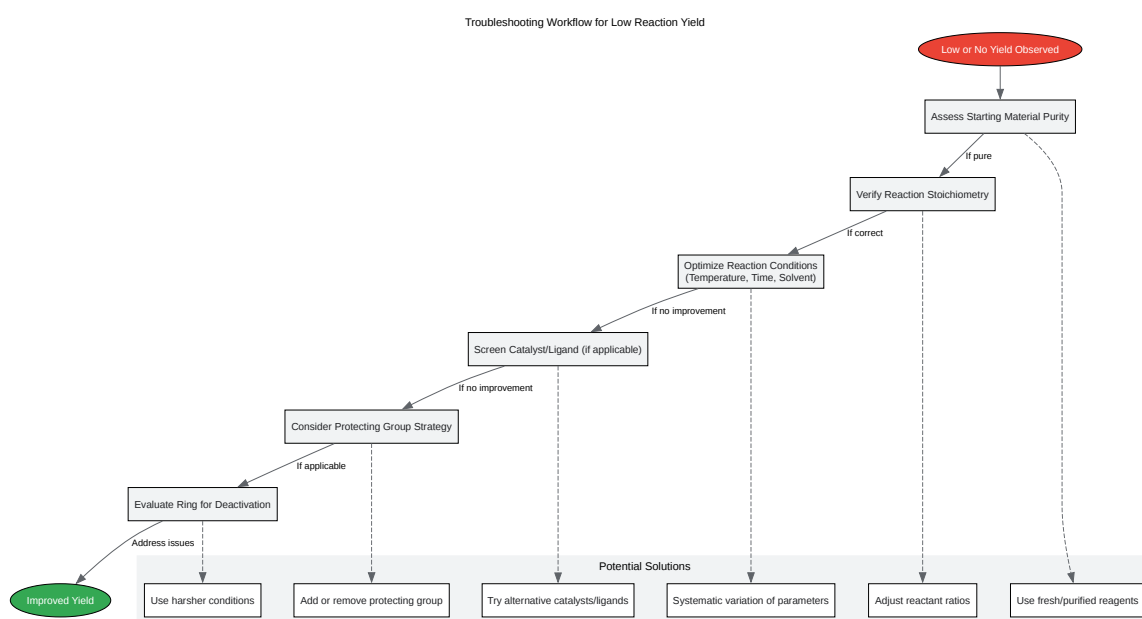 Troubleshooting Workflow for Low Reaction Yield
Low or No Yield Observed
Assess Starting Material Purity
If pure
Verify Reaction Stoichiometry
If correct
Optimize Reaction Conditions
(Temperature, Time, Solvent)
If no improvement
Screen Catalyst/Ligand (if applicable)
If no improvement
Consider Protecting Group Strategy
If applicable
Evaluate Ring for Deactivation
Address issues
Improved Yield
Potential Solutions
Use harsher conditions
Add or remove protecting group
Try alternative catalysts/ligands
Systematic variation of parameters
Adjust reactant ratios
Use fresh/purified reagents